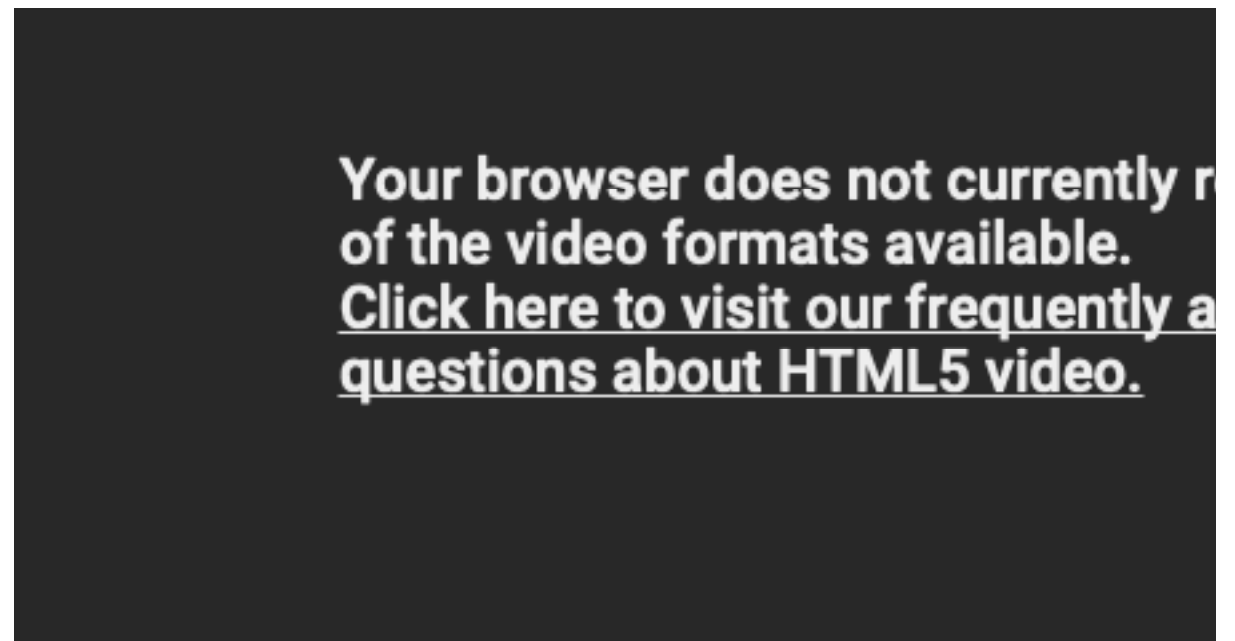 Your browser does not currently r
of the video formats available.
Click here to visit our frequently a
questions about HTML5 video.